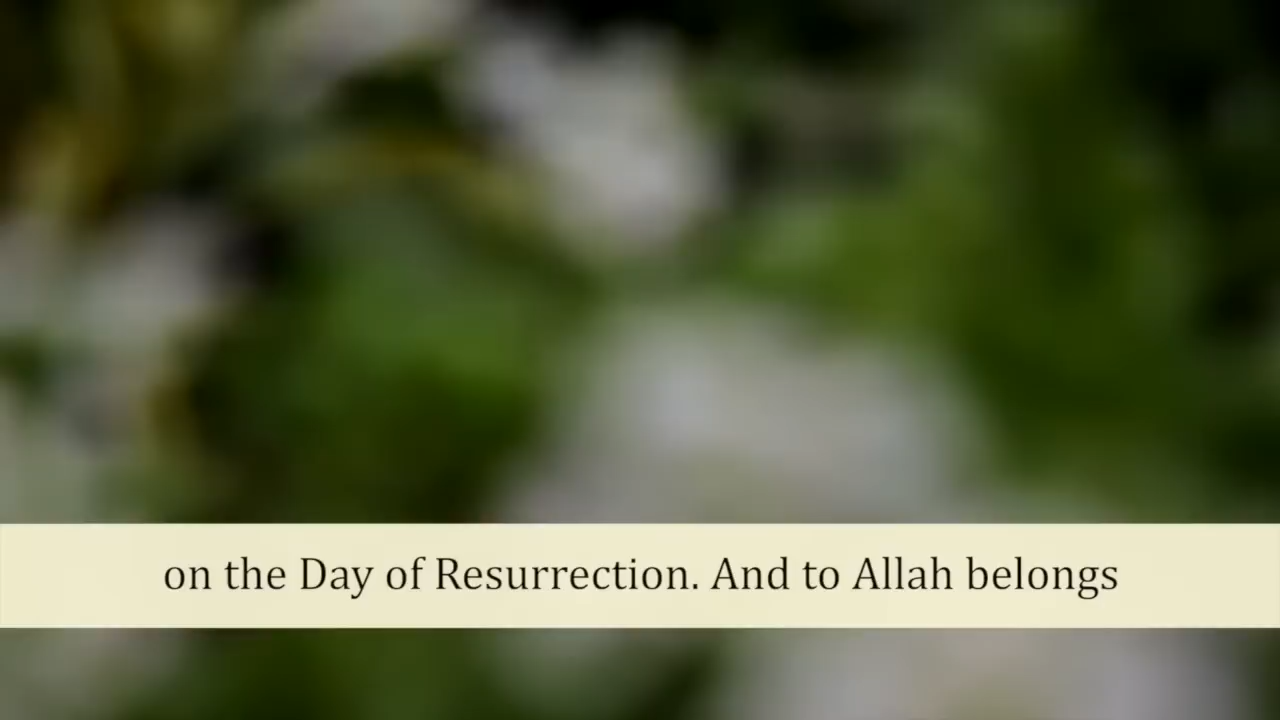 on the Day of Resurrection. And to Allah belongs